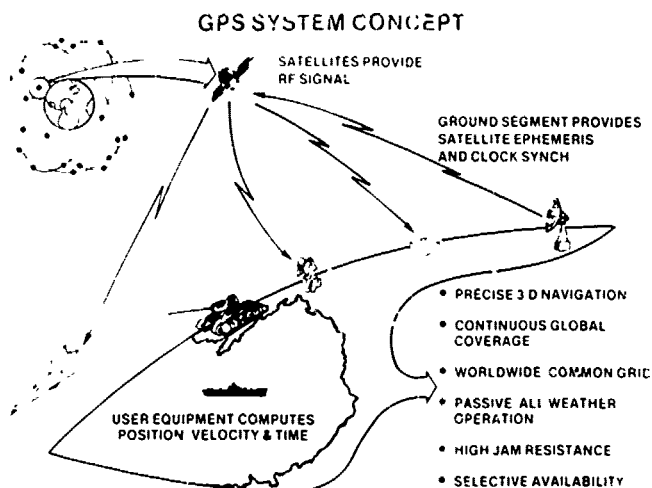 GPS SYSTEM CONCEPT
SATELLITES PROVIDE
RF SIGNAL
GROUND SEGMENT PROVIDES
SATELLITE EPHEMERIS
AND CLOCK SYNCH
• PRECISE 3 D NAVIGATION
• CONTINUOUS GLOBAL
COVERAGE
• WORLDWIDE COMMON GRID
• PASSIVE ALL WEATHER
OPERATION
• HIGH JAM RESISTANCE
• SELECTIVE AVAILABILITY
USER EQUIPMENT COMPUTES
POSITION VELOCITY & TIME